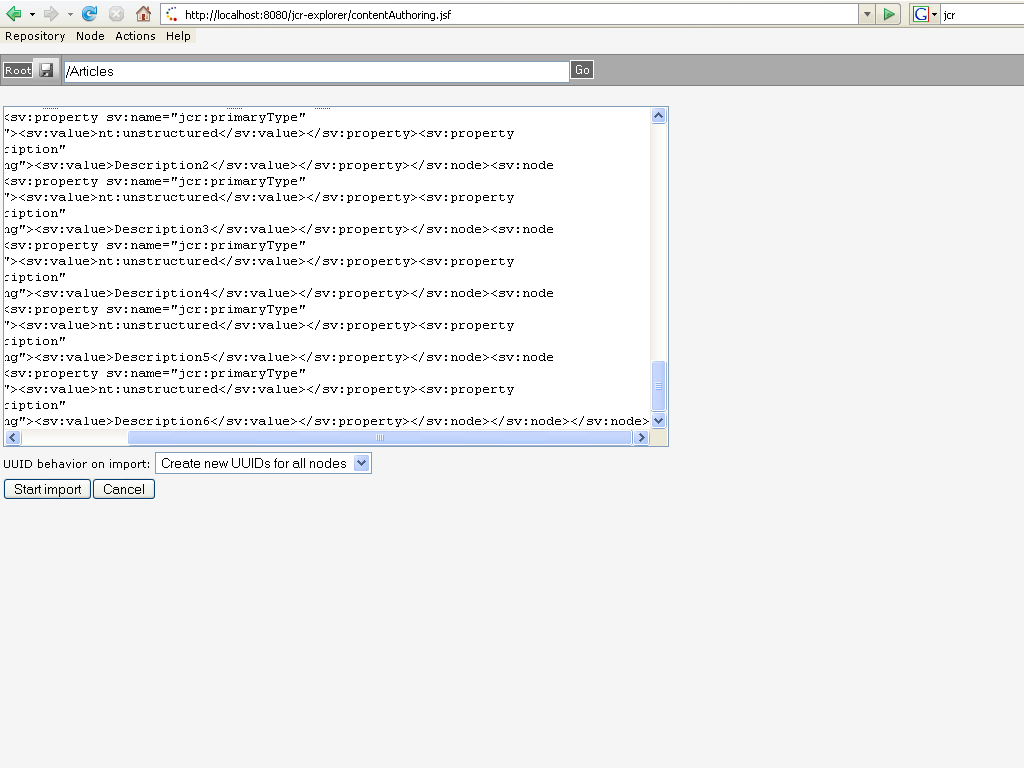 http://localhost:8080/jcr-explorer/contentAuthoring.jsf
G jcr
Repository Node Actions Help
Root /Articles Go
<sv:property sv:name="jcr:primaryType"
"><sv:value>nt:unstructured</sv:value></sv:property><sv:property
ription"
ng"><sv:value>Description2</sv:value></sv:property></sv:node><sv:node
<sv:property sv:name="jcr:primaryType"
"><sv:value>nt:unstructured</sv:value></sv:property><sv:property
ription"
ng"><sv:value>Description3</sv:value></sv:property></sv:node><sv:node
<sv:property sv:name="jcr:primaryType"
"><sv:value>nt:unstructured</sv:value></sv:property><sv:property
ription"
ng"><sv:value>Description4</sv:value></sv:property></sv:node><sv:node
<sv:property sv:name="jcr:primaryType"
"><sv:value>nt:unstructured</sv:value></sv:property><sv:property
ription"
ng"><sv:value>Description5</sv:value></sv:property></sv:node><sv:node
<sv:property sv:name="jcr:primaryType"
"><sv:value>nt:unstructured</sv:value></sv:property><sv:property
ription"
ng"><sv:value>Description6</sv:value></sv:property></sv:node></sv:node></sv:node>
UUID behavior on import: Create new UUIDs for all nodes
Start import Cancel